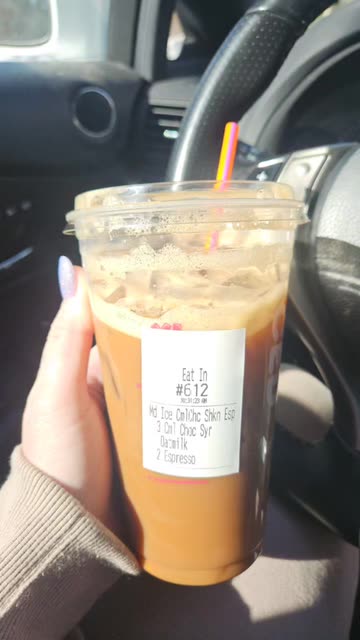 Eat In
#612
Md Ice CmlChc Shkn Esp
3 Cml Choc Syr
Oatmilk
2 Espresso